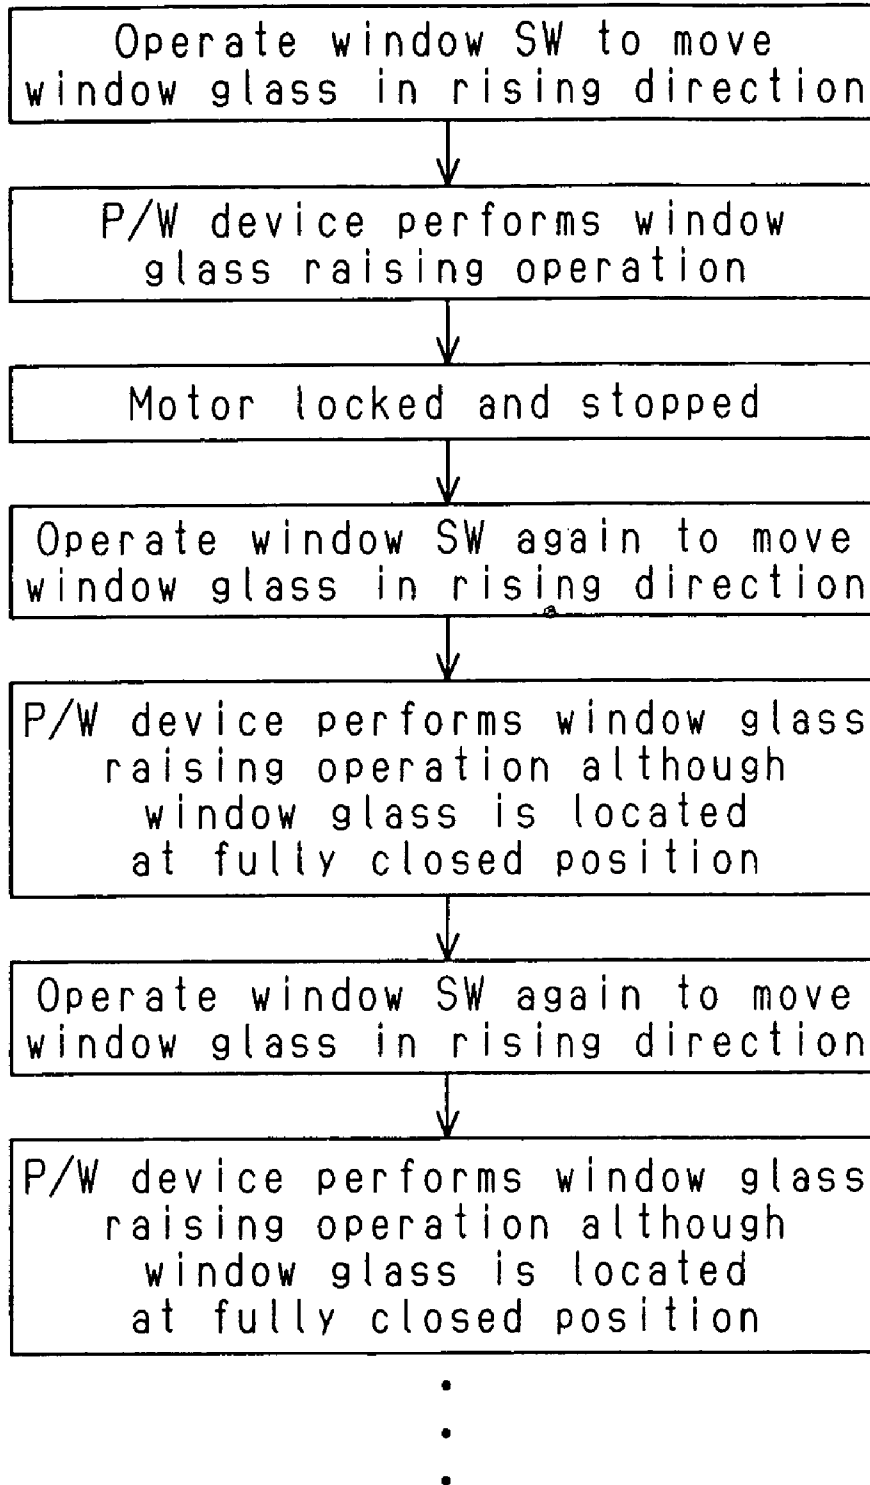 Operate window SW to move
window glass in rising direction
P/W device performs window
glass raising operation
Motor locked and stopped
Operate window SW again to move
window glass in rising direction
P/W device performs window glass
raising operation although
window glass is located
at fully closed position
Operate window SW again to move
window glass in rising direction
P/W device performs window glass
raising operation although
window glass is located
at fully closed position